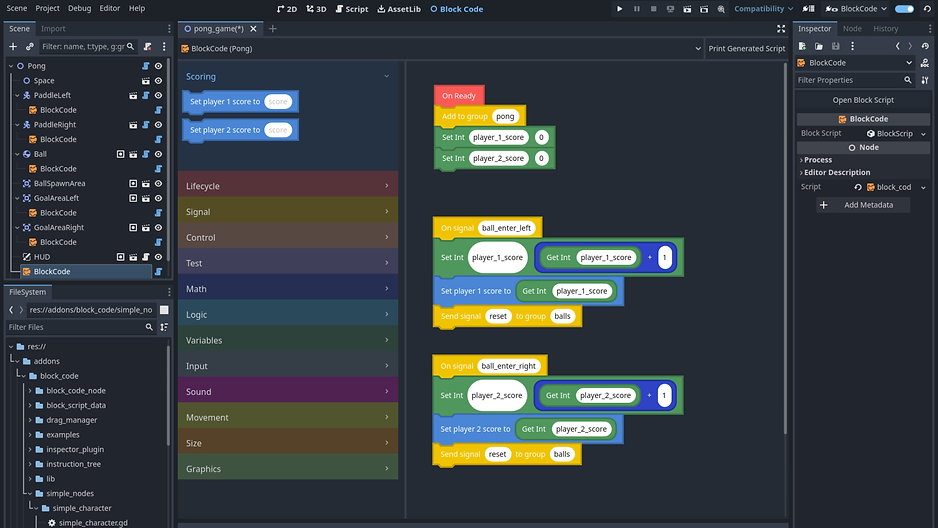 Scene Project Debug Editor Help
2D 3D Script AssetLib Block Code
Compatibility BlockCode
Scene Import
Filter: name, t:type, g:gr
Pong
Space
PaddleLeft
BlockCode
PaddleRight
BlockCode
Ball
BlockCode
BallSpawnArea
GoalAreaLeft
BlockCode
GoalAreaRight
BlockCode
HUD
BlockCode
FileSystem
res://addons/block_code/simple_no
Filter Files
res://
addons
block_code
block_code_node
block_script_data
drag_manager
examples
inspector_plugin
instruction_tree
lib
simple_nodes
simple_character
simple_character.gd
pong_game(*)
BlockCode (Pong)
Print Generated Script
Scoring
Set player 1 score to score
Set player 2 score to score
Lifecycle
Signal
Control
Test
Math
Logic
Variables
Input
Sound
Movement
Size
Graphics
On Ready
Add to group pong
Set Int player_1_score 0
Set Int player_2_score 0
On signal ball_enter_left
Set Int player_1_score Get Int player_1_score + 1
Set player 1 score to Get Int player_1_score
Send signal reset to group balls
On signal ball_enter_right
Set Int player_2_score Get Int player_2_score + 1
Set player 2 score to Get Int player_2_score
Send signal reset to group balls
Inspector Node History
BlockCode
Filter Properties
DOC
Open Block Script
BlockCode
Block Script BlockScrip
Node
Process
Editor Description
Script block_cod
Add Metadata